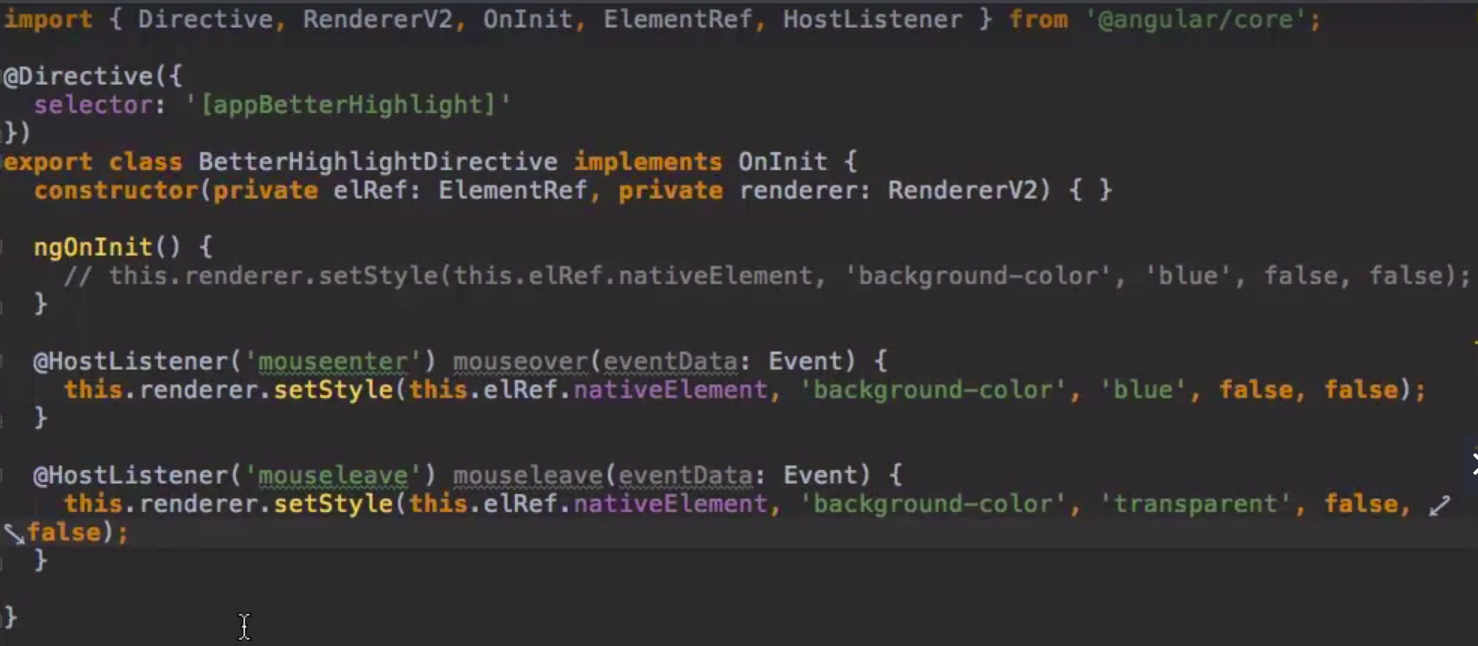 import { Directive, RendererV2, OnInit, ElementRef, HostListener } from '@angular/core';
@Directive({
selector: '[appBetterHighlight]'
})
export class BetterHighlightDirective implements OnInit {
constructor(private elRef: ElementRef, private renderer: RendererV2) { }
ngOnInit() {
// this.renderer.setStyle(this.elRef.nativeElement, 'background-color', 'blue', false, false);
}
@HostListener('mouseenter') mouseover(eventData: Event) {
this.renderer.setStyle(this.elRef.nativeElement, 'background-color', 'blue', false, false);
}
@HostListener('mouseleave') mouseleave(eventData: Event) {
this.renderer.setStyle(this.elRef.nativeElement, 'background-color', 'transparent', false,
false);
}
}